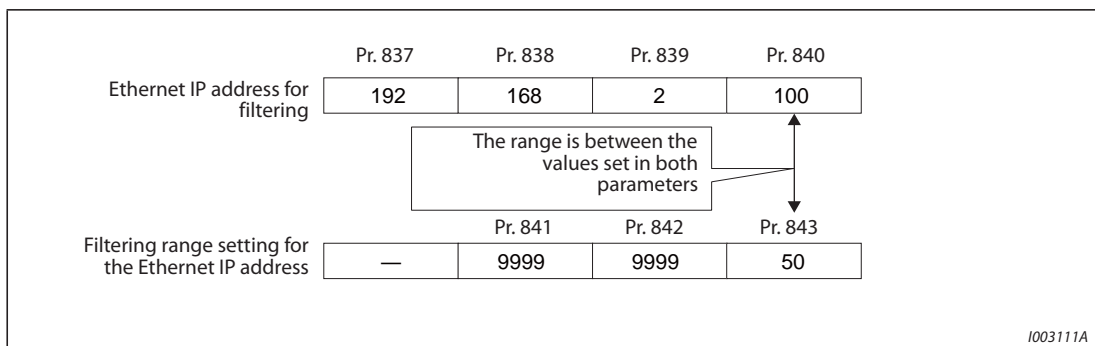 Pr. 837 Pr. 838 Pr. 839 Pr. 840
Ethernet IP address for
filtering
192 168 2 100
The range is between the
values set in both
parameters
Pr. 841 Pr. 842 Pr. 843
Filtering range setting for
the Ethernet IP address
— 9999 9999 50
I003111A